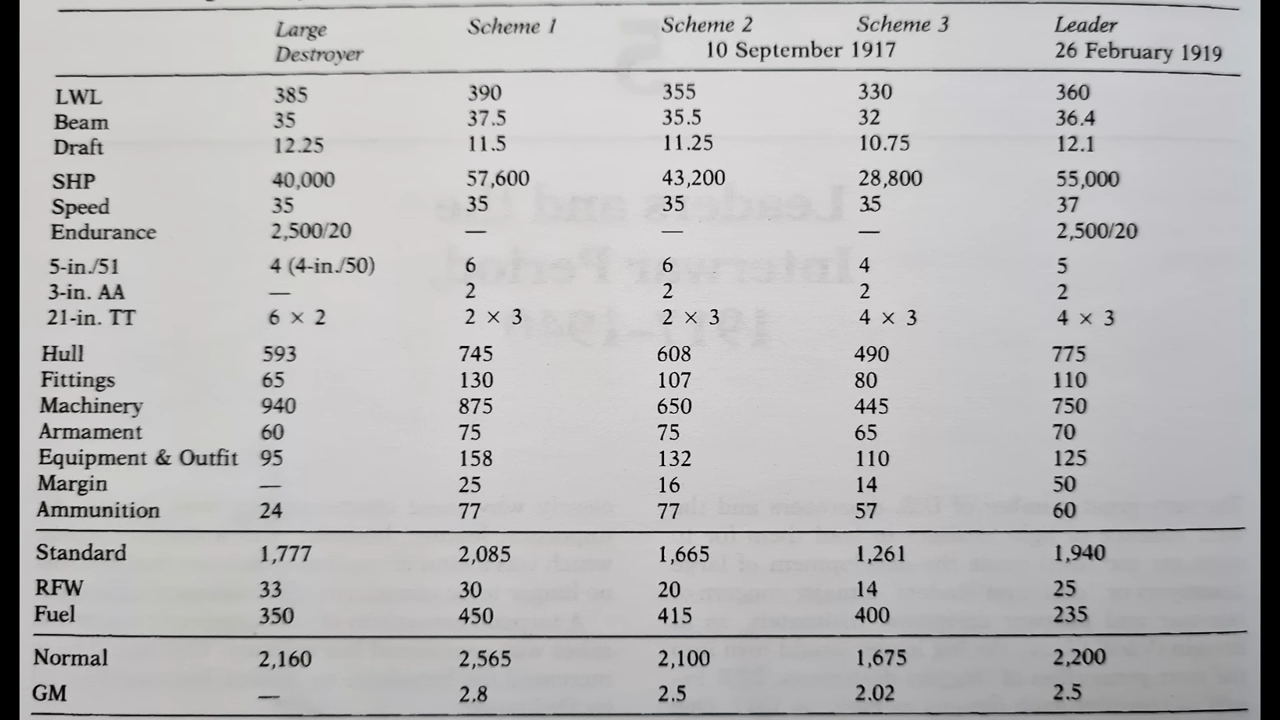 Large Scheme 1 Scheme 2 Scheme 3 Leader
Destroyer 10 September 1917 26 February 1919
LWL 385 390 355 330 360
Beam 35 37.5 35.5 32 36.4
Draft 12.25 11.5 11.25 10.75 12.1
SHP 40,000 57,600 43,200 28,800 55,000
Speed 35 35 35 35 37
Endurance 2,500/20 — — — 2,500/20
5-in./51 4 (4-in./50) 6 6 4 5
3-in. AA — 2 2 2 2
21-in. TT 6 × 2 2 × 3 2 × 3 4 × 3 4 × 3
Hull 593 745 608 490 775
Fittings 65 130 107 80 110
Machinery 940 875 650 445 750
Armament 60 75 75 65 70
Equipment & Outfit 95 158 132 110 125
Margin — 25 16 14 50
Ammunition 24 77 77 57 60
Standard 1,777 2,085 1,665 1,261 1,940
RFW 33 30 20 14 25
Fuel 350 450 415 400 235
Normal 2,160 2,565 2,100 1,675 2,200
GM — 2.8 2.5 2.02 2.5